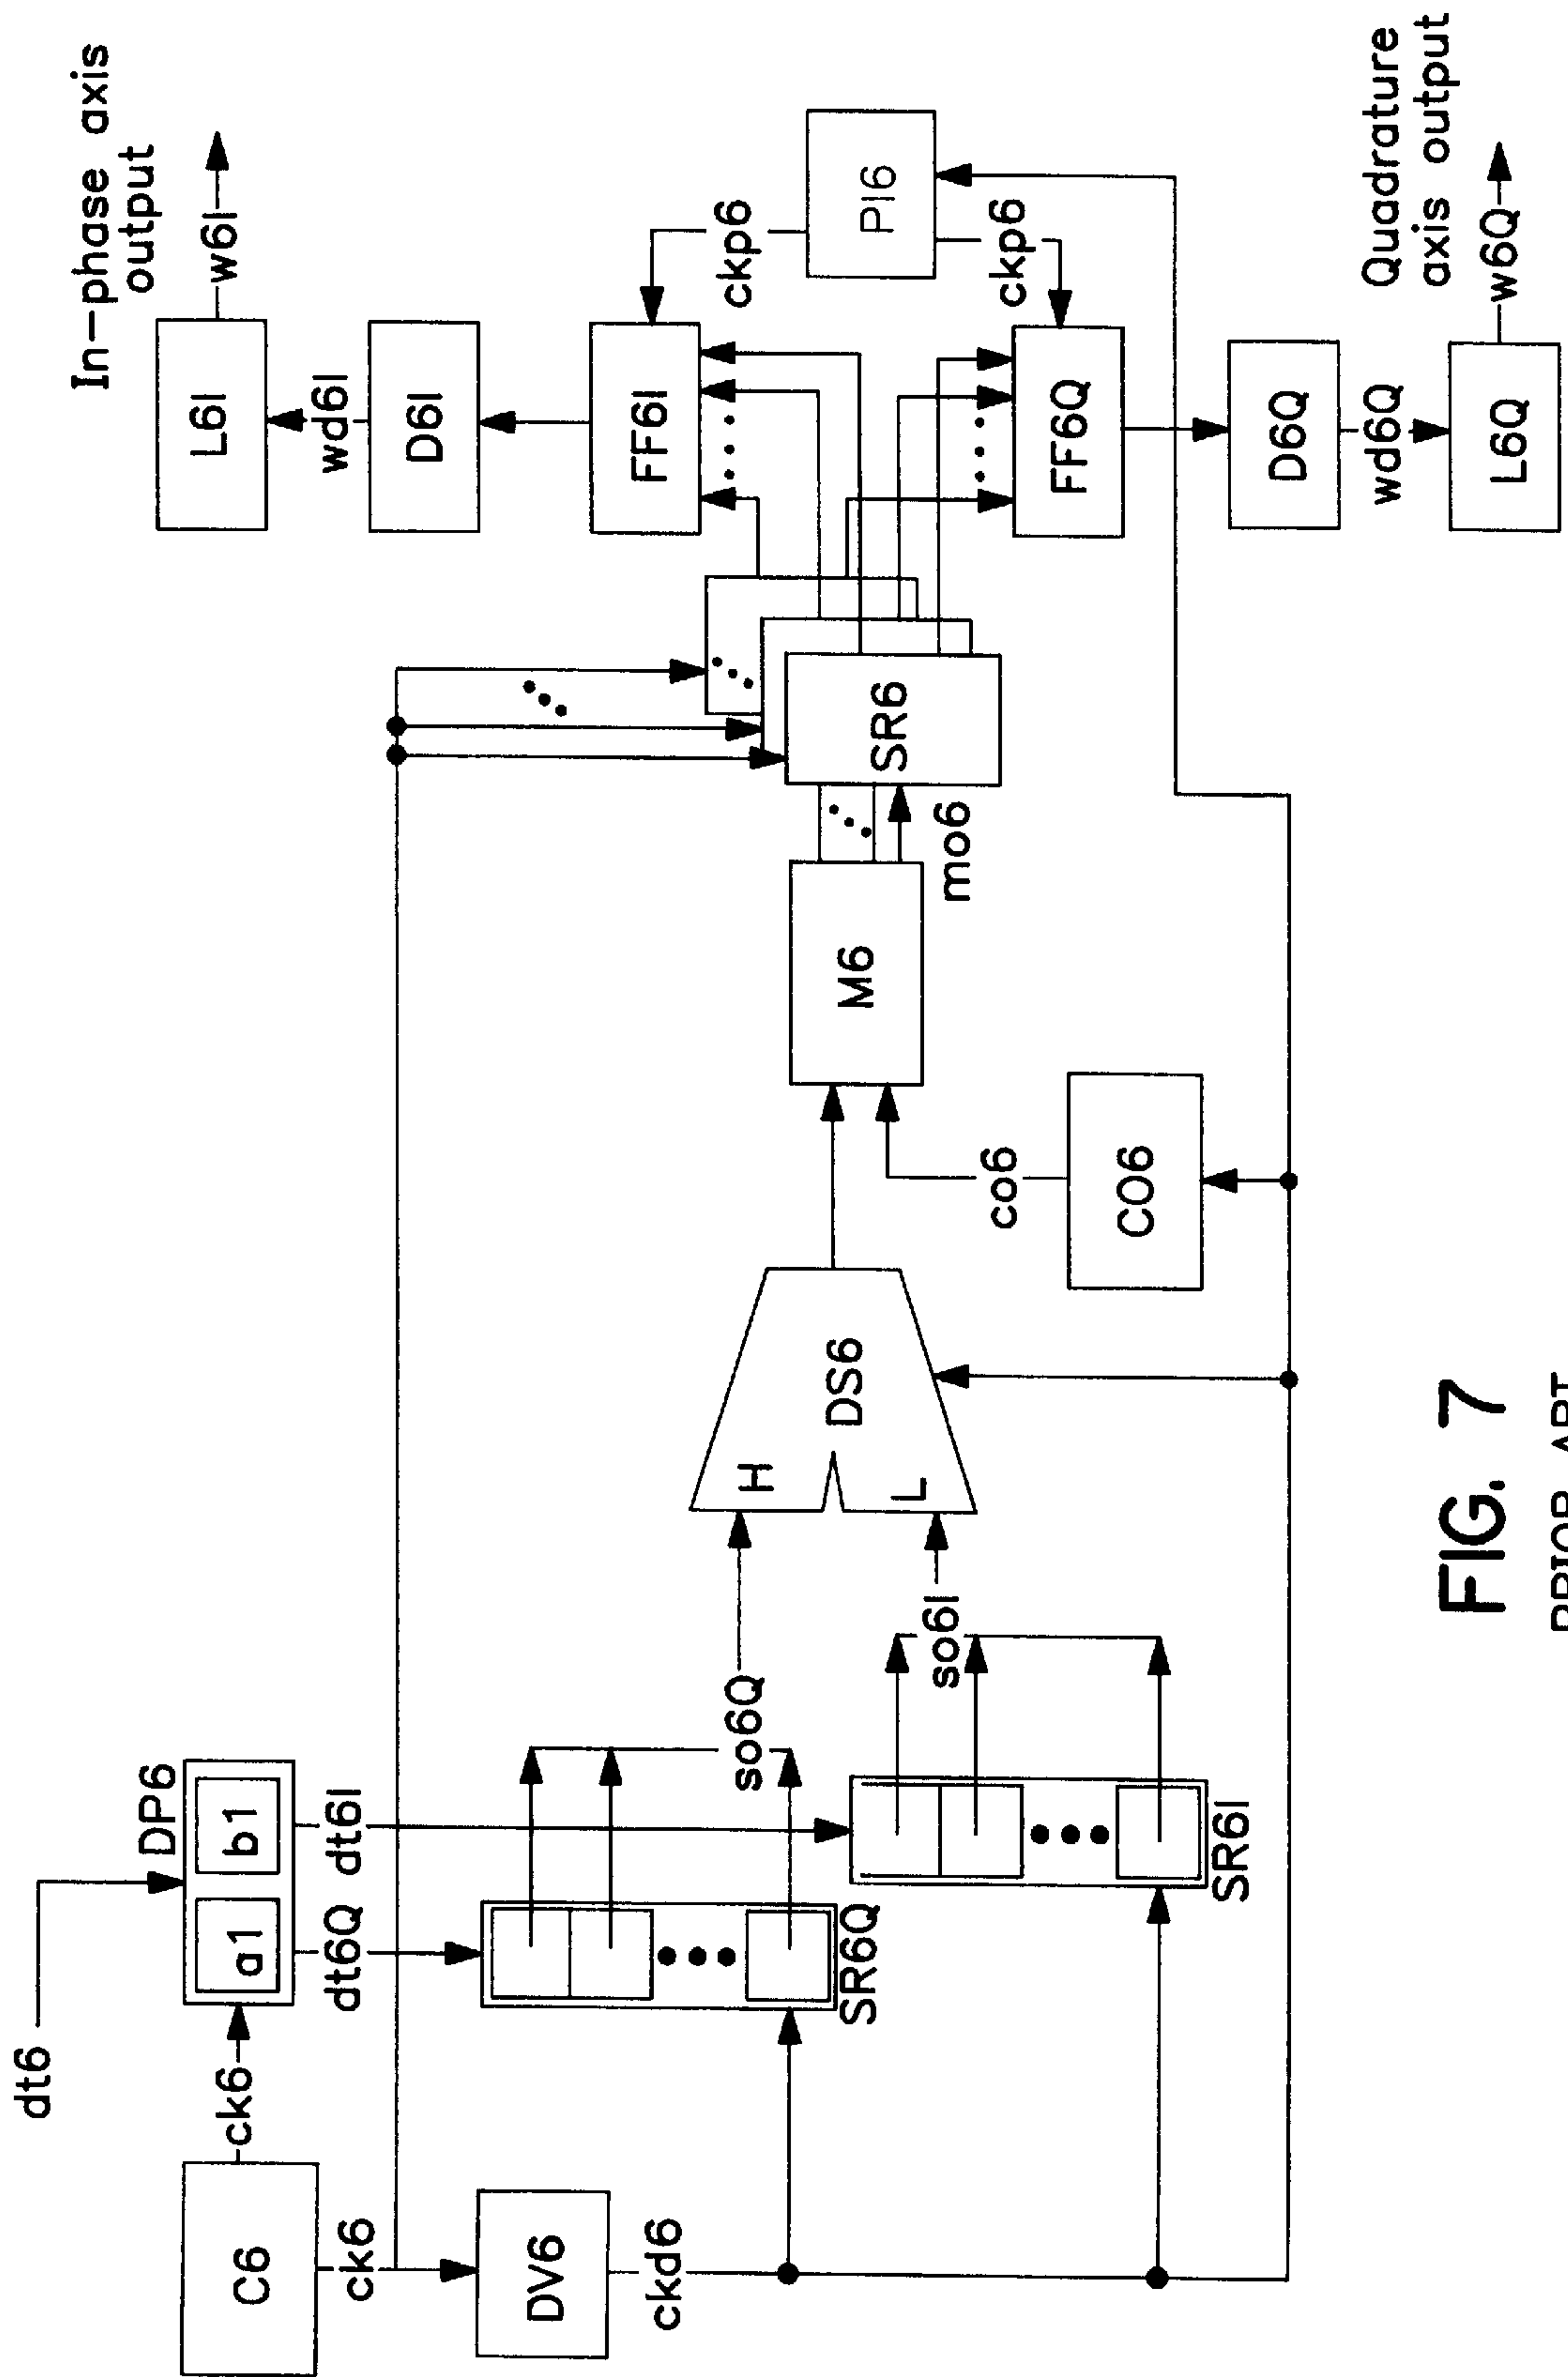 dt6
C6
ck6
ck6
DV6
ckd6
DP6
a1
b1
dt6Q
dt6I
SR6Q
so6Q
SR6I
so6I
H
L
DS6
CO6
co6
M6
mo6
SR6
FF6I
D6I
wd6I
L6I
w6I
In-phase axis
output
ckp6
PI6
ckp6
FF6Q
D6Q
wd6Q
L6Q
w6Q
Quadrature
axis output
FIG. 7
PRIOR ART